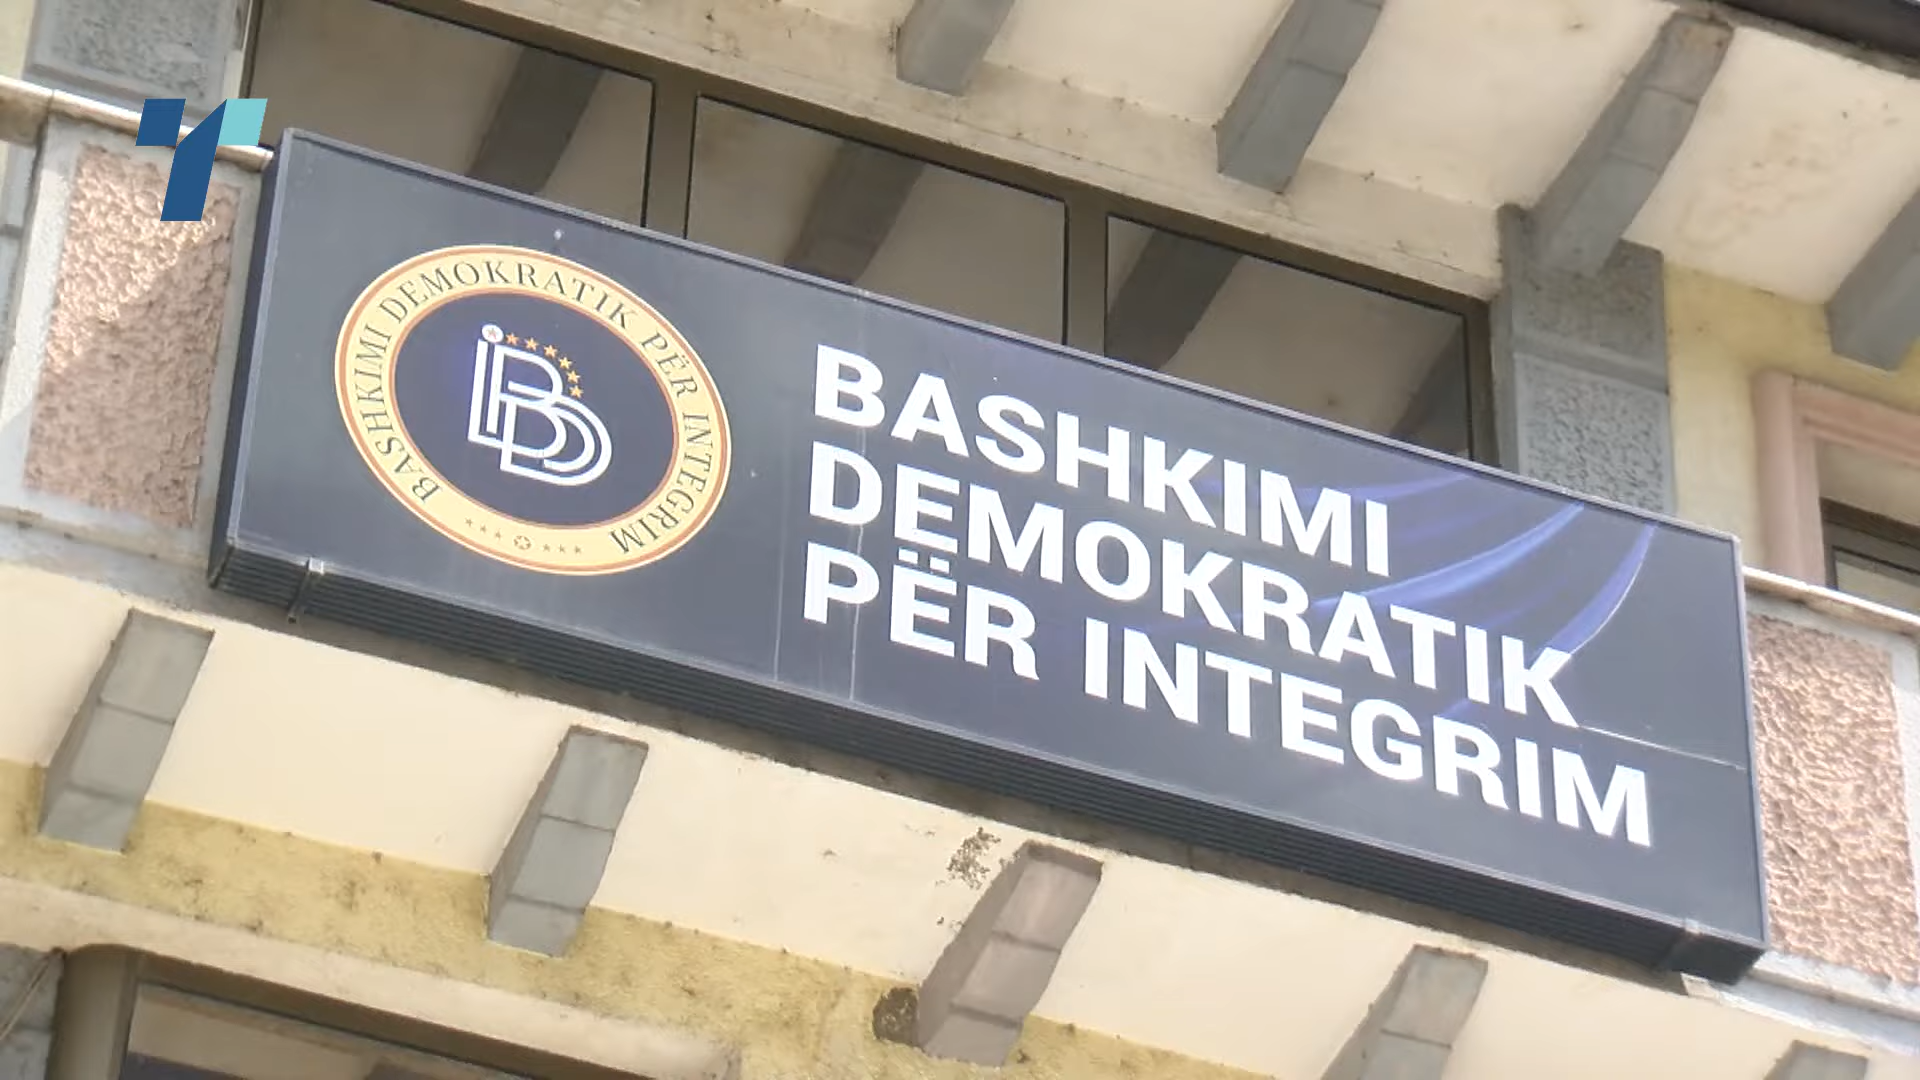 BASHKIMI DEMOKRATIK PËR INTEGRIM
BDI
BASHKIMI
DEMOKRATIK
PËR INTEGRIM